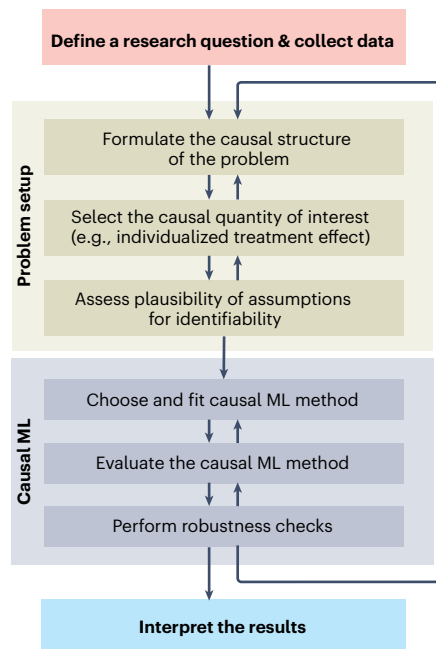 Define a research question & collect data
Problem setup
Formulate the causal structure
of the problem
Select the causal quantity of interest
(e.g., individualized treatment effect)
Assess plausibility of assumptions
for identifiability
Causal ML
Choose and fit causal ML method
Evaluate the causal ML method
Perform robustness checks
Interpret the results